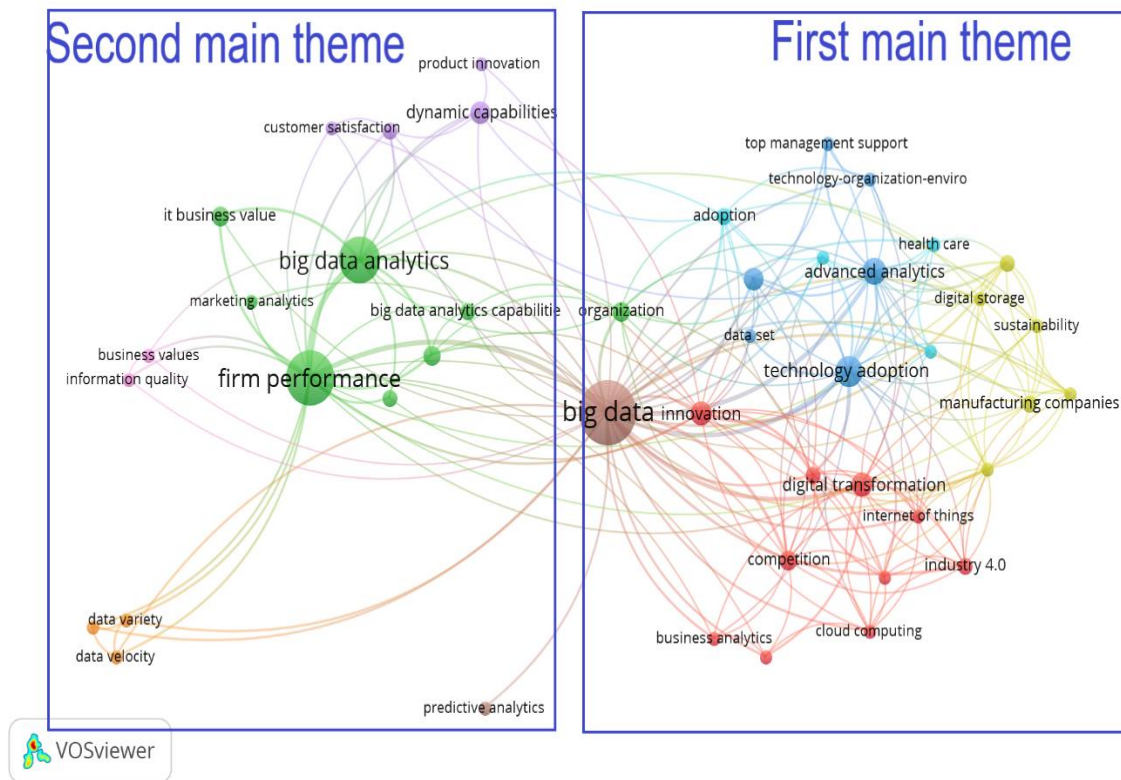 Second main theme
First main theme
product innovation
dynamic capabilities
customer satisfaction
top management support
technology-organization-enviro
it business value
adoption
health care
big data analytics
advanced analytics
digital storage
marketing analytics
big data analytics capabilitie
organization
sustainability
data set
business values
information quality
firm performance
technology adoption
manufacturing companies
big data
innovation
digital transformation
internet of things
competition
industry 4.0
data variety
business analytics
cloud computing
data velocity
predictive analytics
VOSviewer